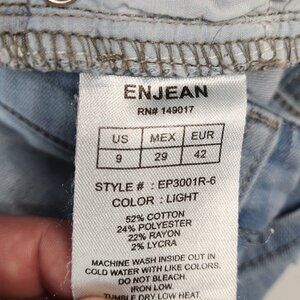 ENJEAN
RN# 149017
US MEX EUR
9 29 42
STYLE # : EP3001R-6
COLOR : LIGHT
52% COTTON
24% POLYESTER
22% RAYON
2% LYCRA
MACHINE WASH INSIDE OUT IN
COLD WATER WITH LIKE COLORS.
DO NOT BLEACH.
IRON LOW.
TUMBLE DRY LOW HEAT